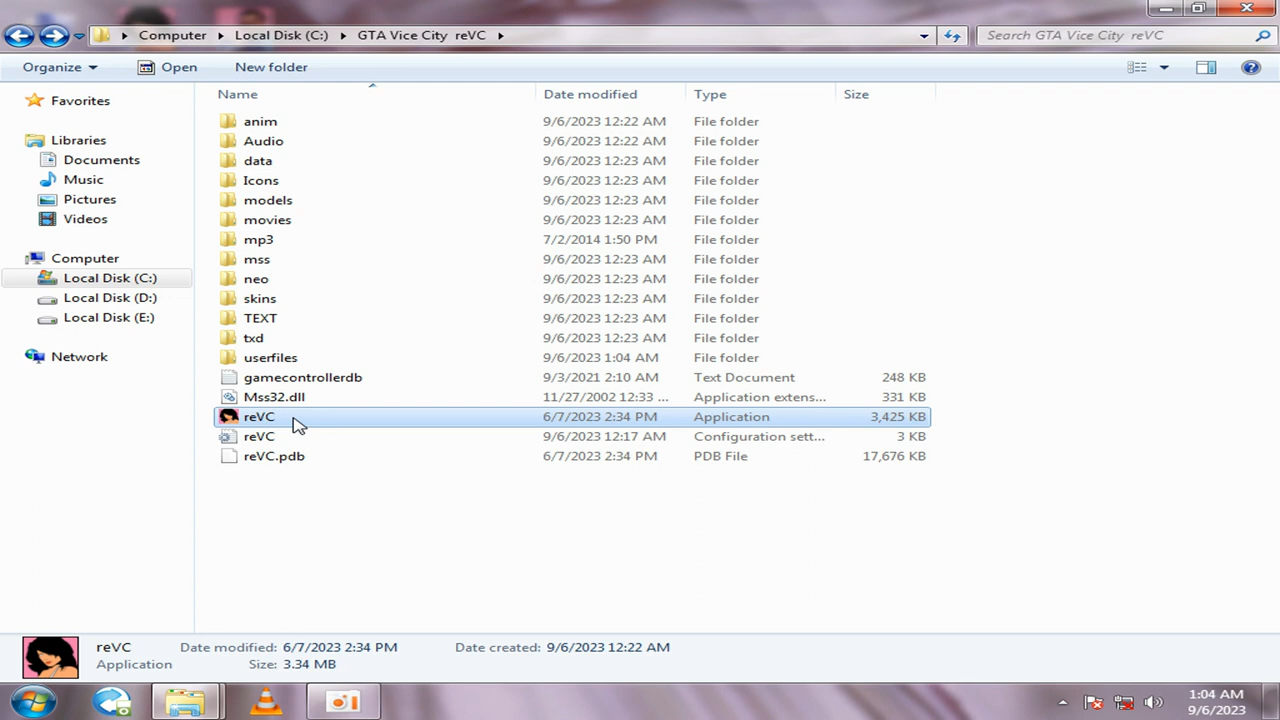 Computer Local Disk (C:) GTA Vice City reVC Search GTA Vice City reVC
Organize Open New folder
Name Date modified Type Size
Favorites
Libraries
Documents
Music
Pictures
Videos
Computer
Local Disk (C:)
Local Disk (D:)
Local Disk (E:)
Network
anim 9/6/2023 12:22 AM File folder
Audio 9/6/2023 12:22 AM File folder
data 9/6/2023 12:23 AM File folder
Icons 9/6/2023 12:23 AM File folder
models 9/6/2023 12:23 AM File folder
movies 9/6/2023 12:23 AM File folder
mp3 7/2/2014 1:50 PM File folder
mss 9/6/2023 12:23 AM File folder
neo 9/6/2023 12:23 AM File folder
skins 9/6/2023 12:23 AM File folder
TEXT 9/6/2023 12:23 AM File folder
txd 9/6/2023 12:23 AM File folder
userfiles 9/6/2023 1:04 AM File folder
gamecontrollerdb 9/3/2021 2:10 AM Text Document 248 KB
Mss32.dll 11/27/2002 12:33 ... Application extens... 331 KB
reVC 6/7/2023 2:34 PM Application 3,425 KB
reVC 9/6/2023 12:17 AM Configuration sett... 3 KB
reVC.pdb 6/7/2023 2:34 PM PDB File 17,676 KB
reVC Date modified: 6/7/2023 2:34 PM Date created: 9/6/2023 12:22 AM
Application Size: 3.34 MB
1:04 AM
9/6/2023